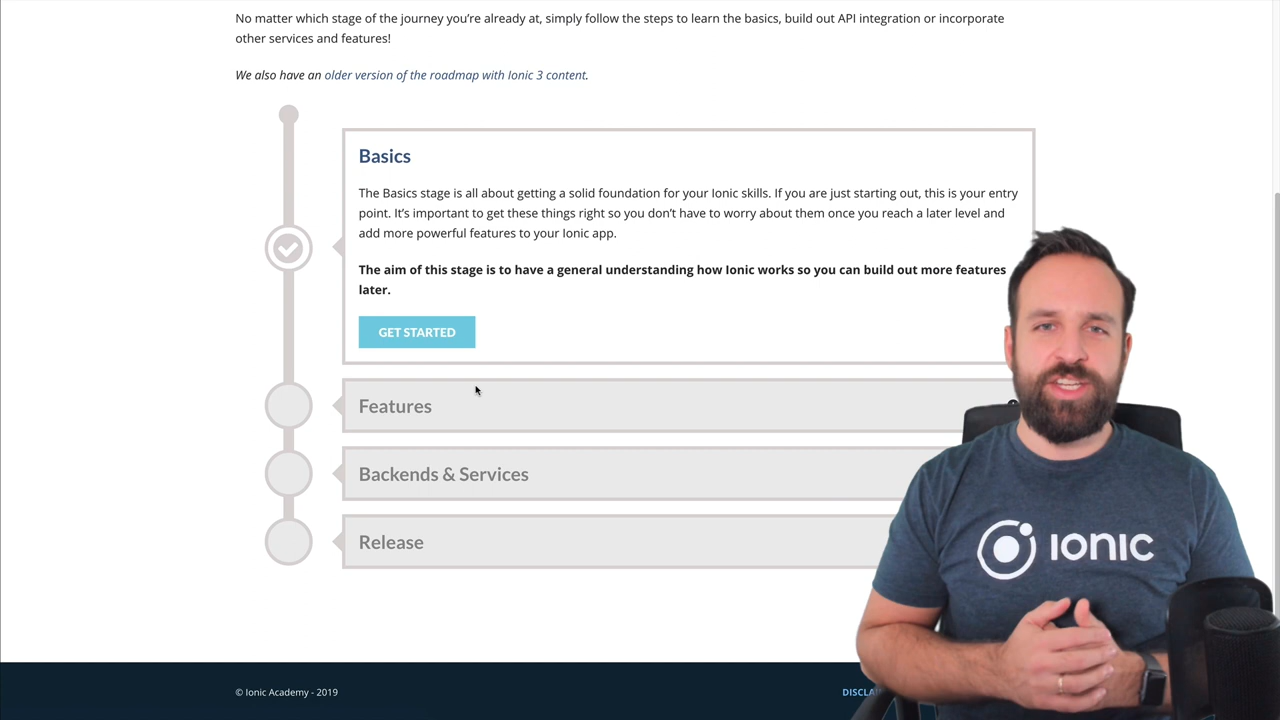 No matter which stage of the journey you’re already at, simply follow the steps to learn the basics, build out API integration or incorporate
other services and features!
We also have an older version of the roadmap with Ionic 3 content.
Basics
The Basics stage is all about getting a solid foundation for your Ionic skills. If you are just starting out, this is your entry
point. It’s important to get these things right so you don’t have to worry about them once you reach a later level and
add more powerful features to your Ionic app.
The aim of this stage is to have a general understanding how Ionic works so you can build out more features
later.
GET STARTED
Features
Backends & Services
Release
IONIC
© Ionic Academy - 2019